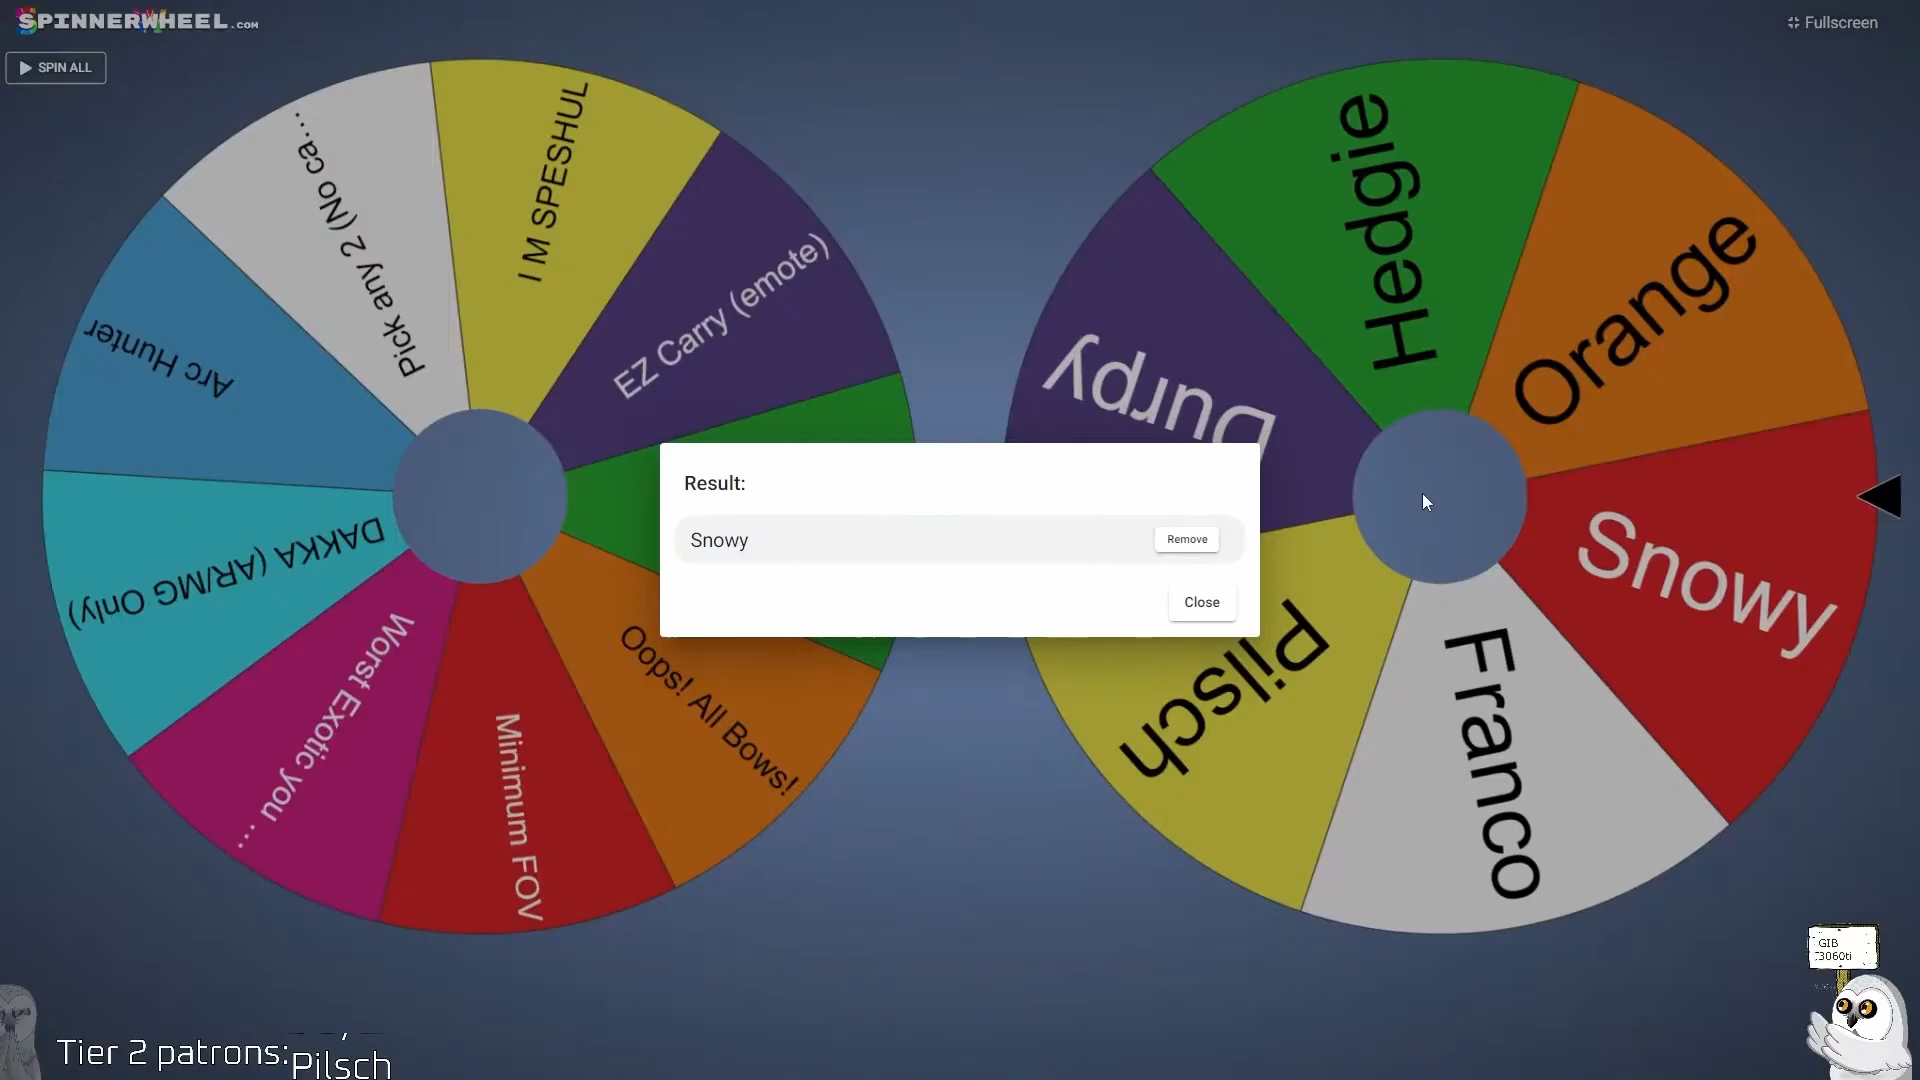 SPINNERWHEEL.COM
Fullscreen
SPIN ALL
Pick any 2 (No ca...
I M SPESHUL
EZ Carry (emote)
Arc Hunter
DAKKA (AR/MG Only)
Worst Exotic you ...
Minimum FOV
Oops! All Bows!
Hedgie
Orange
Durpy
Snowy
Pilsch
Franco
Result:
Snowy
Remove
Close
GIB
3060ti
Tier 2 patrons:
Pilsch